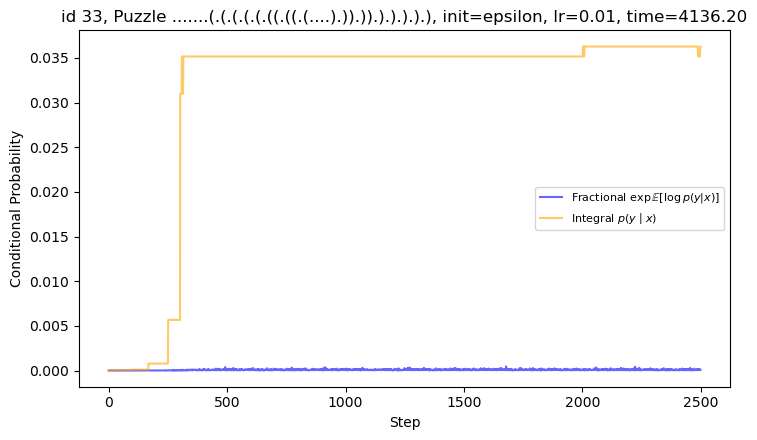 id 33, Puzzle .......(.(.(.(.(.((.((.(....).)).)).).).).).), init=epsilon, lr=0.01, time=4136.20
0.035
0.030
0.025
0.020
0.015
0.010
0.005
0.000
Conditional Probability
Fractional exp𝔼[log p(y|x)]
Integral p(y | x)
0
500
1000
1500
2000
2500
Step